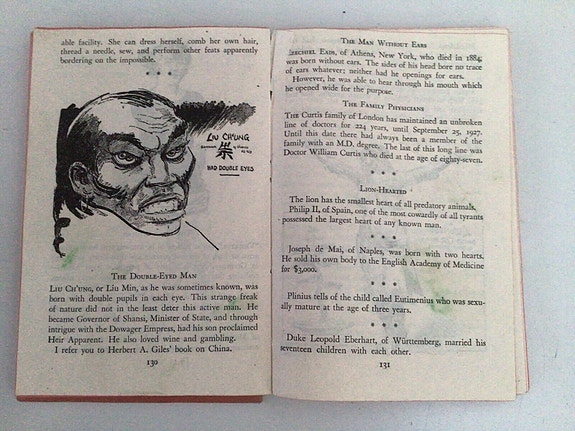 able facility. She can dress herself, comb her own hair,
thread a needle, sew, and perform other feats apparently
bordering on the impossible.
* * *
LIU CH'UNG
崇
HAD DOUBLE EYES
THE DOUBLE-EYED MAN
LIU CH'UNG, or Liu Min, as he was sometimes known, was
born with double pupils in each eye. This strange freak
of nature did not in the least deter this active man. He
became Governor of Shansi, Minister of State, and through
intrigue with the Dowager Empress, had his son proclaimed
Heir Apparent. He also loved wine and gambling.
I refer you to Herbert A. Giles' book on China.
130
THE MAN WITHOUT EARS
EZECHIEL EADS, of Athens, New York, who died in 1884,
was born without ears. The sides of his head bore no trace
of ears whatever; neither had he openings for ears.
However, he was able to hear through his mouth which
he opened wide for the purpose.
THE FAMILY PHYSICIANS
THE Curtis family of London has maintained an unbroken
line of doctors for 224 years, until September 25, 1927.
Until this date there had always been a member of the
family with an M.D. degree. The last of this long line was
Doctor William Curtis who died at the age of eighty-seven.
* * *
LION-HEARTED
The lion has the smallest heart of all predatory animals,
Philip II, of Spain, one of the most cowardly of all tyrants
possessed the largest heart of any known man.
* * *
Joseph de Mai, of Naples, was born with two hearts.
He sold his own body to the English Academy of Medicine
for $3,000.
* * *
Plinius tells of the child called Eutimenius who was sexu-
ally mature at the age of three years.
* * *
Duke Leopold Eberhart, of Württemberg, married his
seventeen children with each other.
131